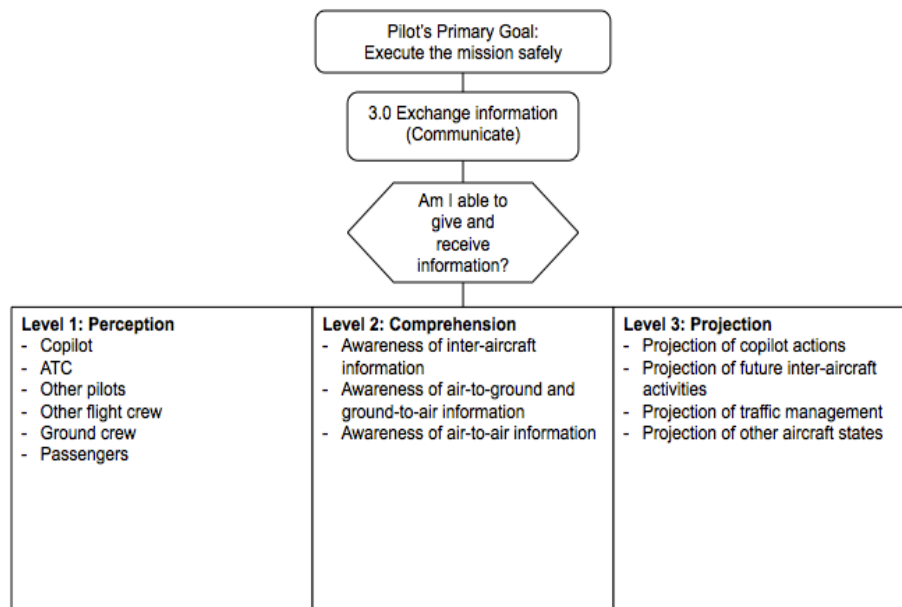 Pilot's Primary Goal:
Execute the mission safely
3.0 Exchange information
(Communicate)
Am I able to
give and
receive
information?
Level 1: Perception
- Copilot
- ATC
- Other pilots
- Other flight crew
- Ground crew
- Passengers
Level 2: Comprehension
- Awareness of inter-aircraft
information
- Awareness of air-to-ground and
ground-to-air information
- Awareness of air-to-air information
Level 3: Projection
- Projection of copilot actions
- Projection of future inter-aircraft
activities
- Projection of traffic management
- Projection of other aircraft states